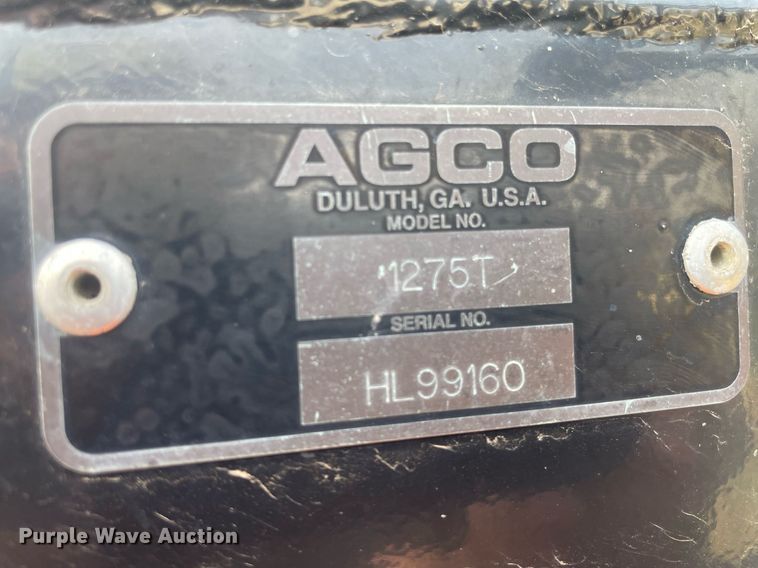 AGCO
DULUTH, GA. U.S.A.
MODEL NO.
1275T
SERIAL NO.
HL99160
Purple Wave Auction